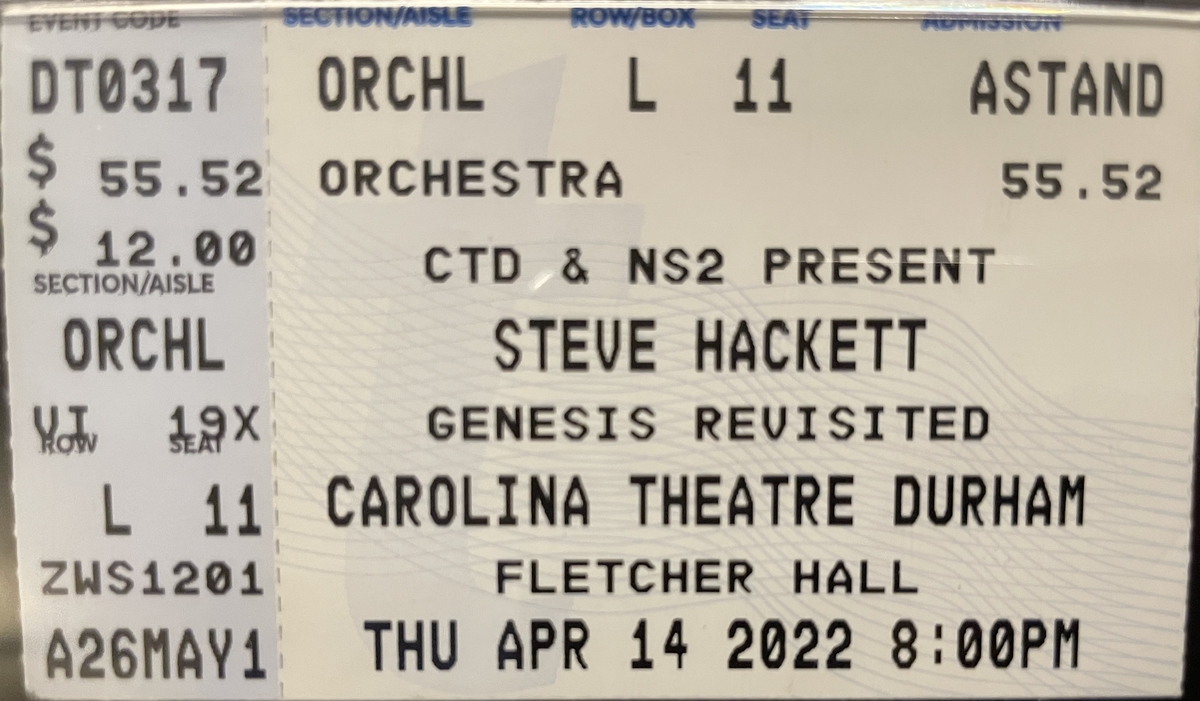 EVENT CODE SECTION/AISLE ROW/BOX SEAT ADMISSION
DT0317 ORCHL L 11 ASTAND
$ 55.52 ORCHESTRA 55.52
$ 12.00 CTD & NS2 PRESENT
SECTION/AISLE
ORCHL STEVE HACKETT
VI 19X GENESIS REVISITED
ROW SEAT
L 11 CAROLINA THEATRE DURHAM
ZWS1201 FLETCHER HALL
A26MAY1 THU APR 14 2022 8:00PM